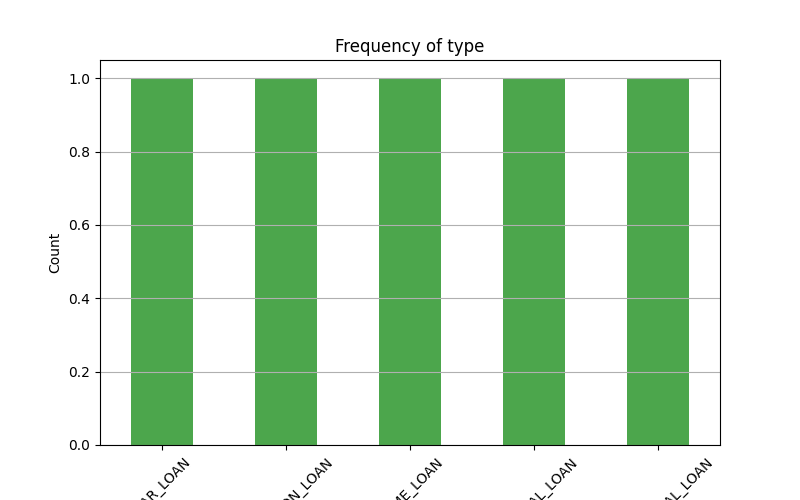 Frequency of type
Count
1.0
0.8
0.6
0.4
0.2
0.0
AR_LOAN
ON_LOAN
ME_LOAN
AL_LOAN
AL_LOAN